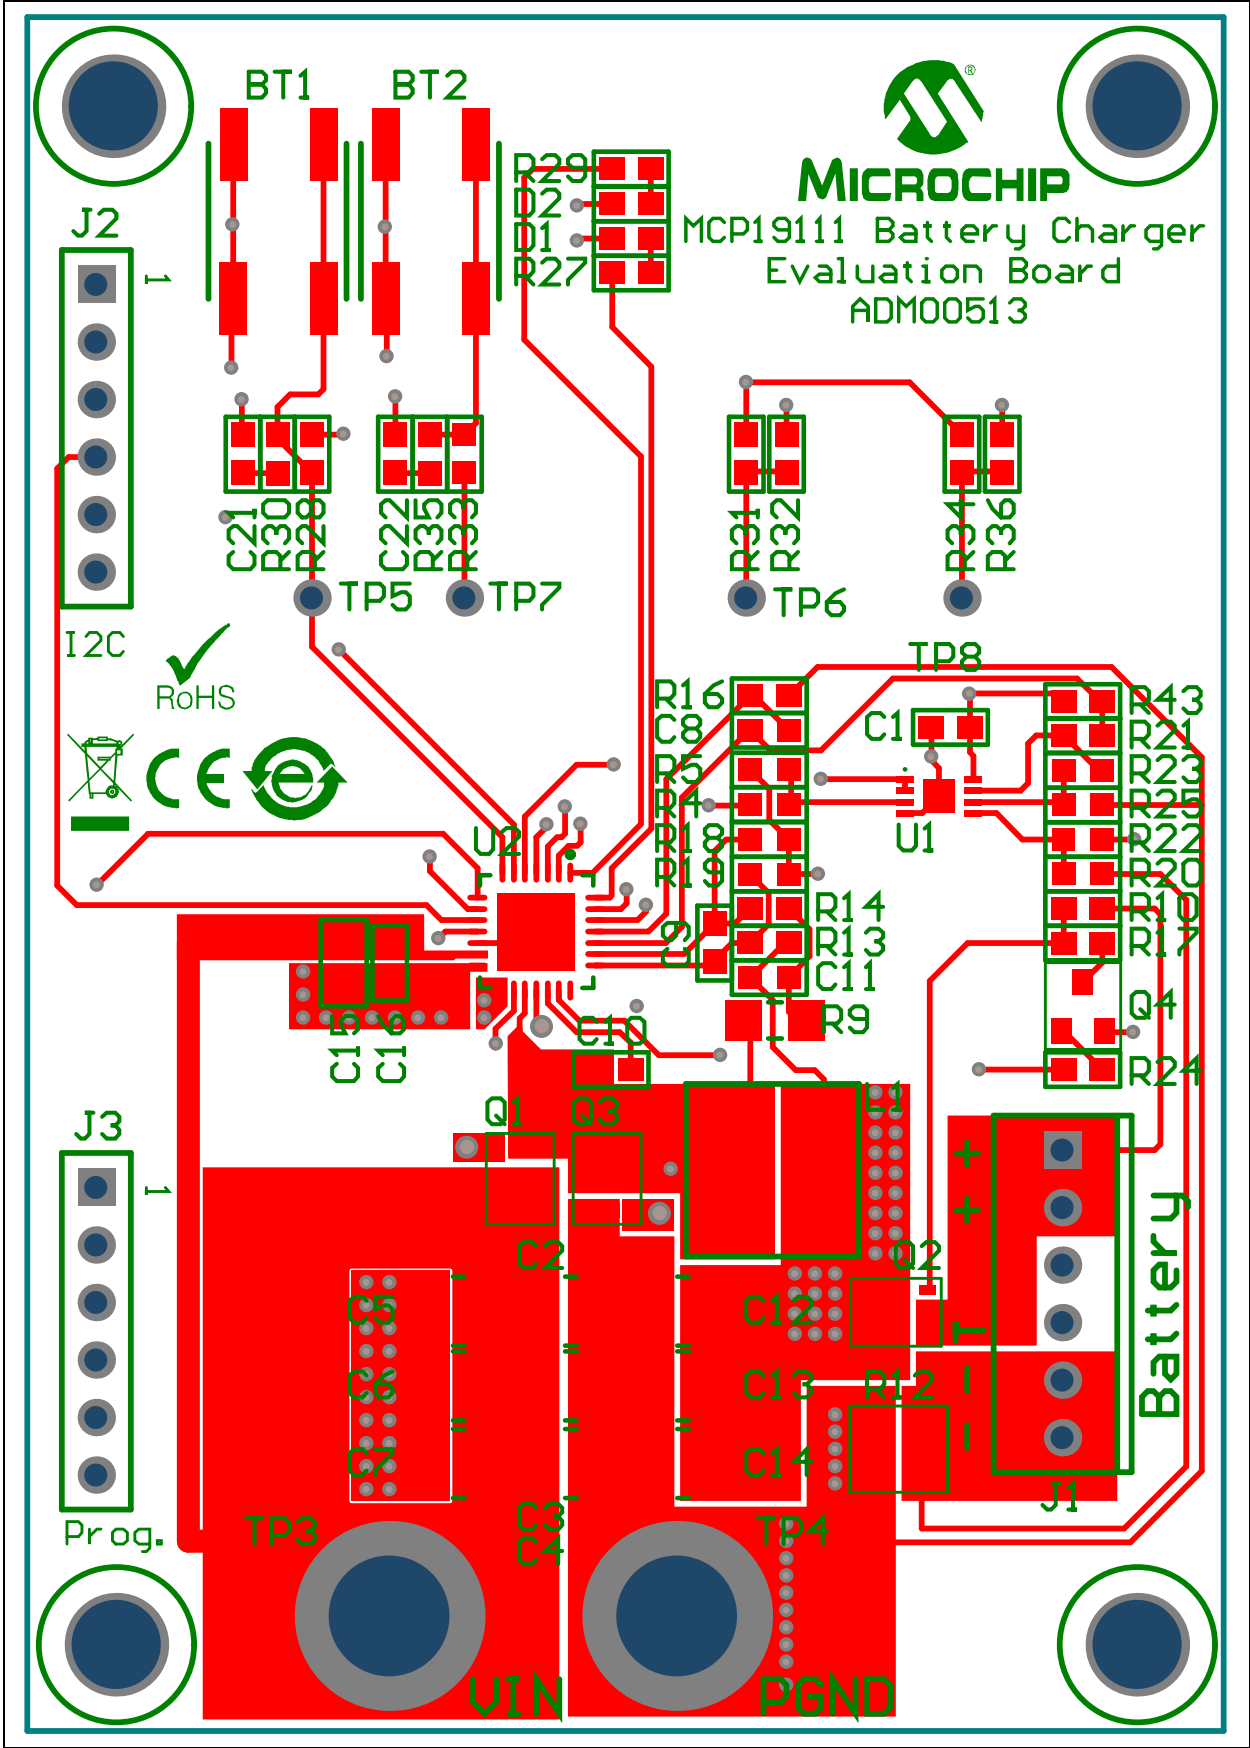 BT1 BT2
®
MICROCHIP
MCP19111 Battery Charger
Evaluation Board
ADM00513
R29
D2
D1
R27
J2
1
C21
R30
R28
C22
R35
R33
R31
R32
R34
R36
TP5
TP7
TP6
TP8
I2C
RoHS
CE
e
R16
C8
R5
R4
R18
R19
C9
R14
R13
C11
R9
C1
U1
R43
R21
R23
R25
R22
R20
R10
R17
Q4
R24
U2
C15
C16
C10
Q1
Q3
L1
J3
1
C2
C5
C6
C7
C3
C4
C12
C13
C14
Q2
R12
+
+
T
-
-
Battery
J1
Prog.
TP3
TP4
VIN
PGND